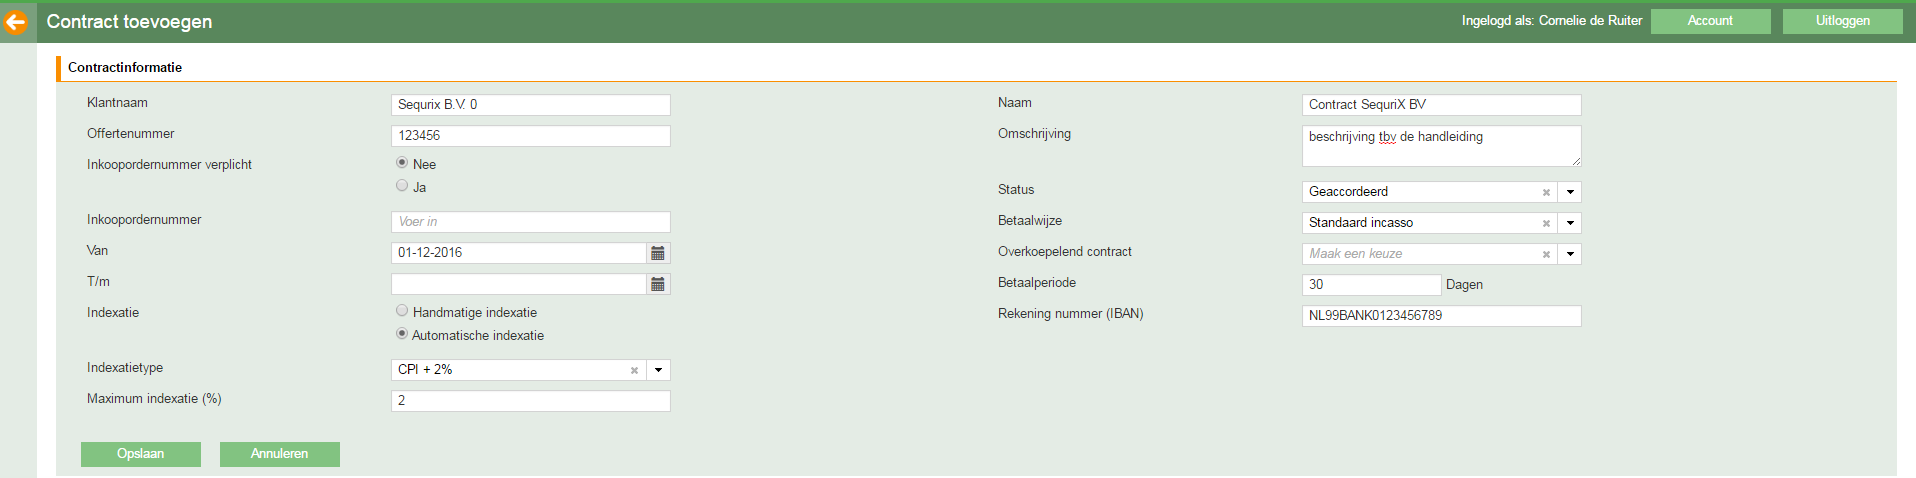 Contract toevoegen
Ingelogd als: Cornelie de Ruiter
Account
Uitloggen
Contractinformatie
Klantnaam
Sequrix B.V. 0
Offertenummer
123456
Inkoopordernummer verplicht
Nee
Ja
Inkoopordernummer
Voer in
Van
01-12-2016
T/m
Indexatie
Handmatige indexatie
Automatische indexatie
Indexatietype
CPI + 2%
Maximum indexatie (%)
2
Naam
Contract SequriX BV
Omschrijving
beschrijving tbv de handleiding
Status
Geaccordeerd
Betaalwijze
Standaard incasso
Overkoepelend contract
Maak een keuze
Betaalperiode
30 Dagen
Rekening nummer (IBAN)
NL99BANK0123456789
Opslaan
Annuleren